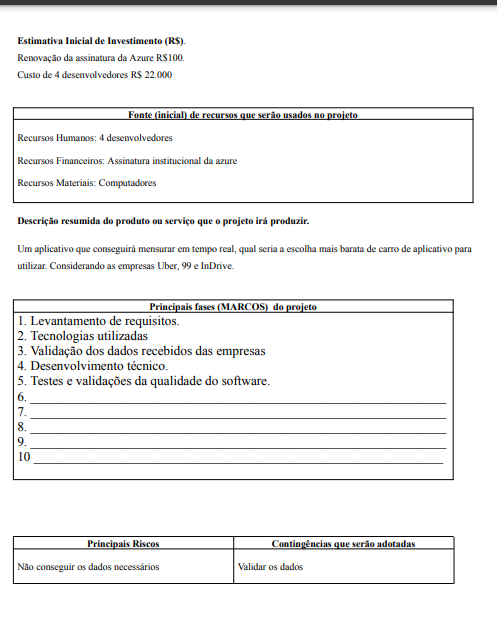 Estimativa Inicial de Investimento (R$).
Renovação da assinatura da Azure R$100.
Custo de 4 desenvolvedores R$ 22.000
Fonte (inicial) de recursos que serão usados no projeto
Recursos Humanos: 4 desenvolvedores
Recursos Financeiros: Assinatura institucional da azure
Recursos Materiais: Computadores
Descrição resumida do produto ou serviço que o projeto irá produzir.
Um aplicativo que conseguirá mensurar em tempo real, qual seria a escolha mais barata de carro de aplicativo para
utilizar. Considerando as empresas Uber, 99 e InDrive.
Principais fases (MARCOS) do projeto
1. Levantamento de requisitos.
2. Tecnologias utilizadas
3. Validação dos dados recebidos das empresas
4. Desenvolvimento técnico.
5. Testes e validações da qualidade do software.
6.
7.
8.
9.
10
Principais Riscos Contingências que serão adotadas
Não conseguir os dados necessários Validar os dados